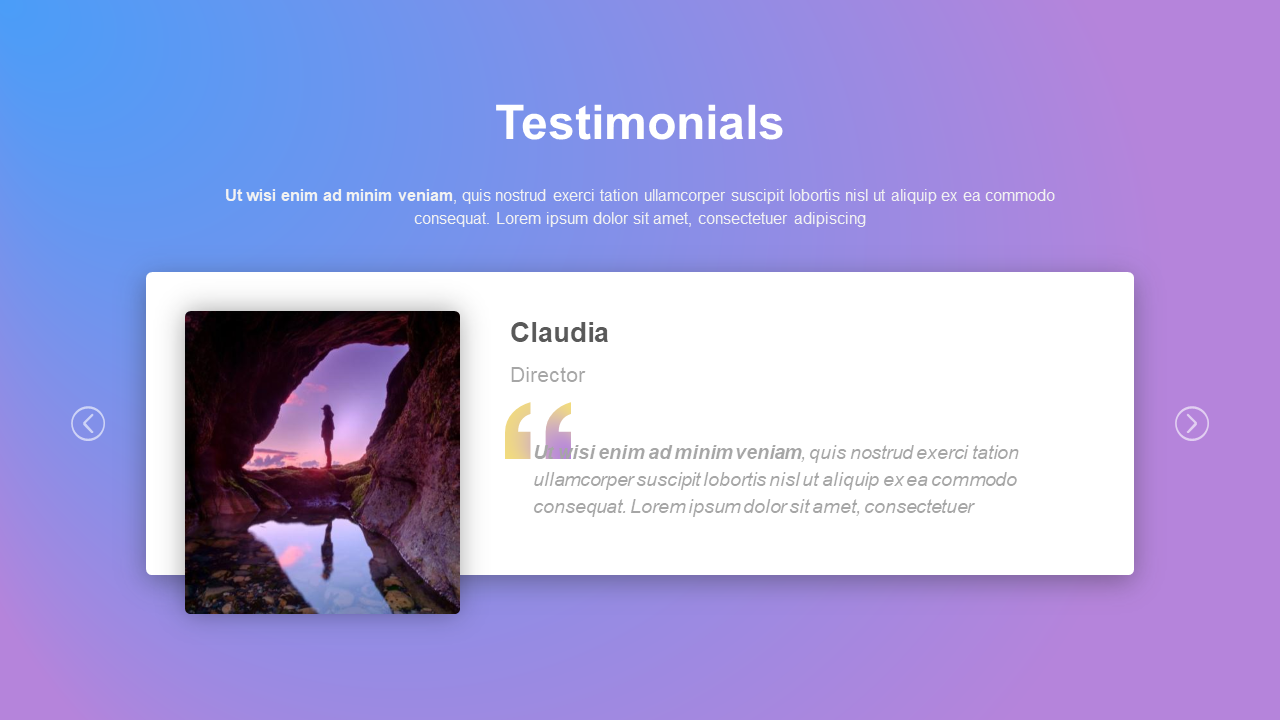 Testimonials
Ut wisi enim ad minim veniam, quis nostrud exerci tation ullamcorper suscipit lobortis nisl ut aliquip ex ea commodo
consequat. Lorem ipsum dolor sit amet, consectetuer adipiscing
Claudia
Director
Ut wisi enim ad minim veniam, quis nostrud exerci tation
ullamcorper suscipit lobortis nisl ut aliquip ex ea commodo
consequat. Lorem ipsum dolor sit amet, consectetuer